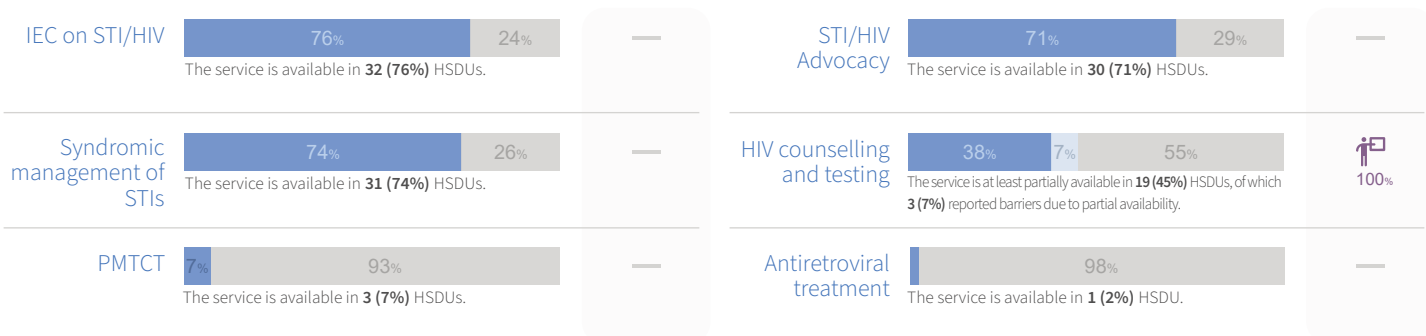 IEC on STI/HIV
76%
24%
—
The service is available in 32 (76%) HSDUs.
STI/HIV
Advocacy
71%
29%
—
The service is available in 30 (71%) HSDUs.
Syndromic
management of
STIs
74%
26%
—
The service is available in 31 (74%) HSDUs.
HIV counselling
and testing
38%
7%
55%
The service is at least partially available in 19 (45%) HSDUs, of which
3 (7%) reported barriers due to partial availability.
100%
PMTCT
7%
93%
—
The service is available in 3 (7%) HSDUs.
Antiretroviral
treatment
98%
—
The service is available in 1 (2%) HSDU.